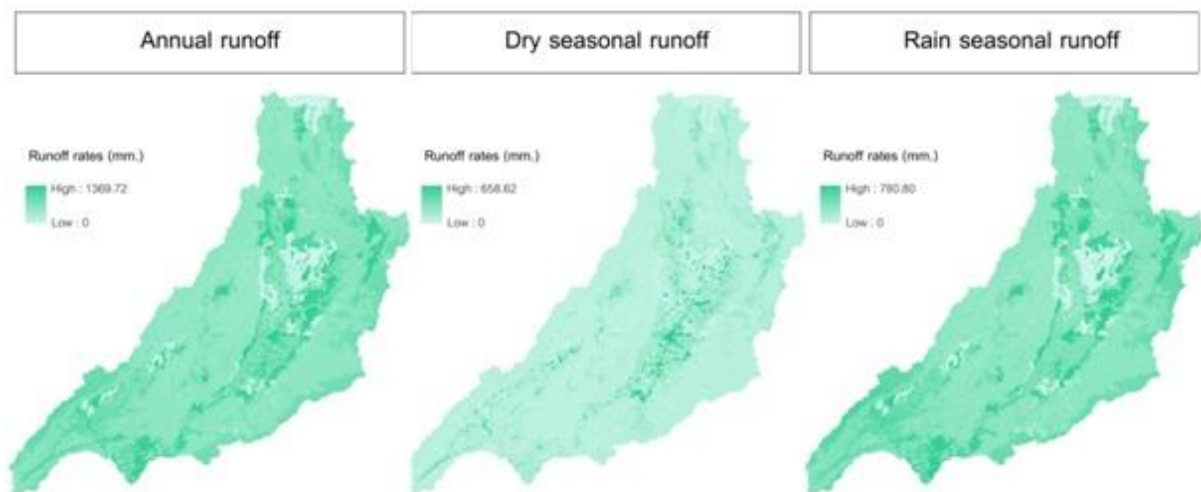 Annual runoff
Dry seasonal runoff
Rain seasonal runoff
Runoff rates (mm.)
High : 1369.72
Low : 0
Runoff rates (mm.)
High : 658.62
Low : 0
Runoff rates (mm.)
High : 780.80
Low : 0